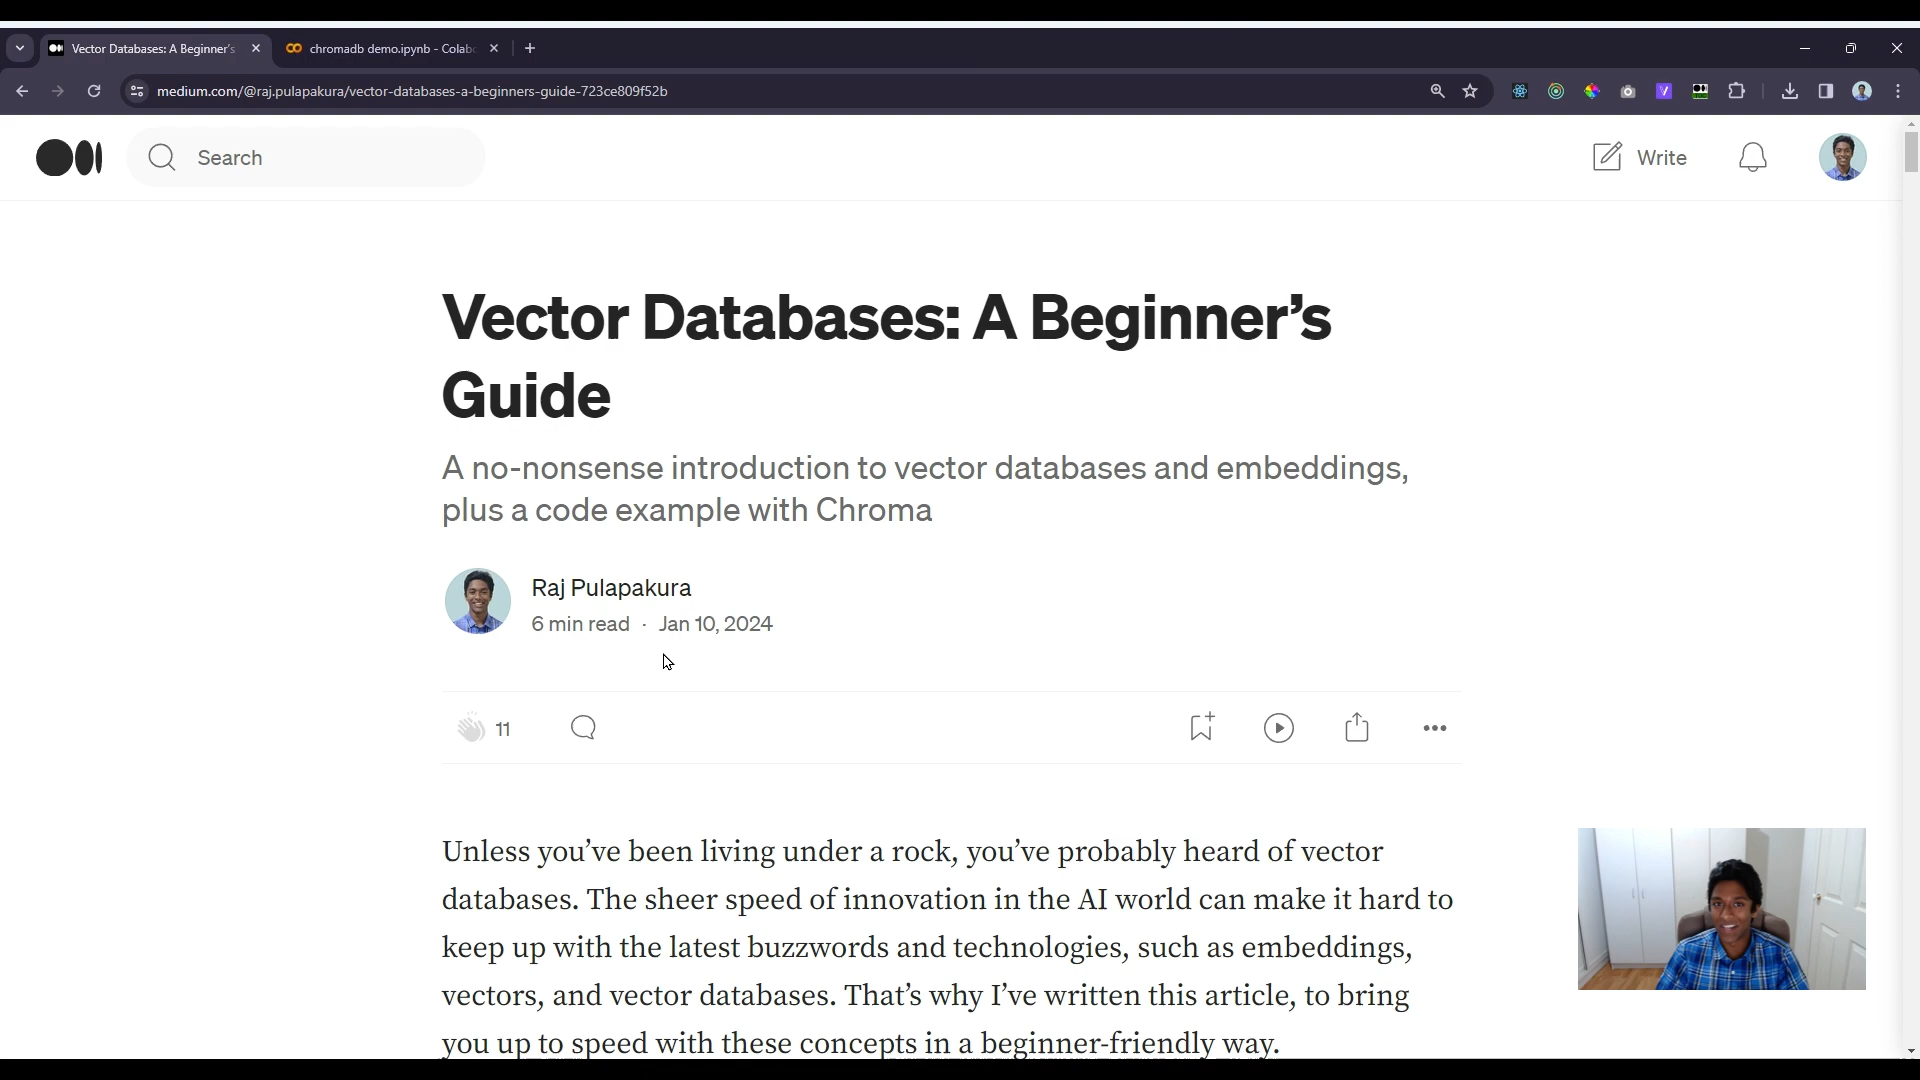 Vector Databases: A Beginner's
chromadb demo.ipynb - Colab
medium.com/@raj.pulapakura/vector-databases-a-beginners-guide-723ce809f52b
Search
Write
Vector Databases: A Beginner’s
Guide
A no-nonsense introduction to vector databases and embeddings,
plus a code example with Chroma
Raj Pulapakura
6 min read · Jan 10, 2024
11
Unless you’ve been living under a rock, you’ve probably heard of vector
databases. The sheer speed of innovation in the AI world can make it hard to
keep up with the latest buzzwords and technologies, such as embeddings,
vectors, and vector databases. That’s why I’ve written this article, to bring
you up to speed with these concepts in a beginner-friendly way.